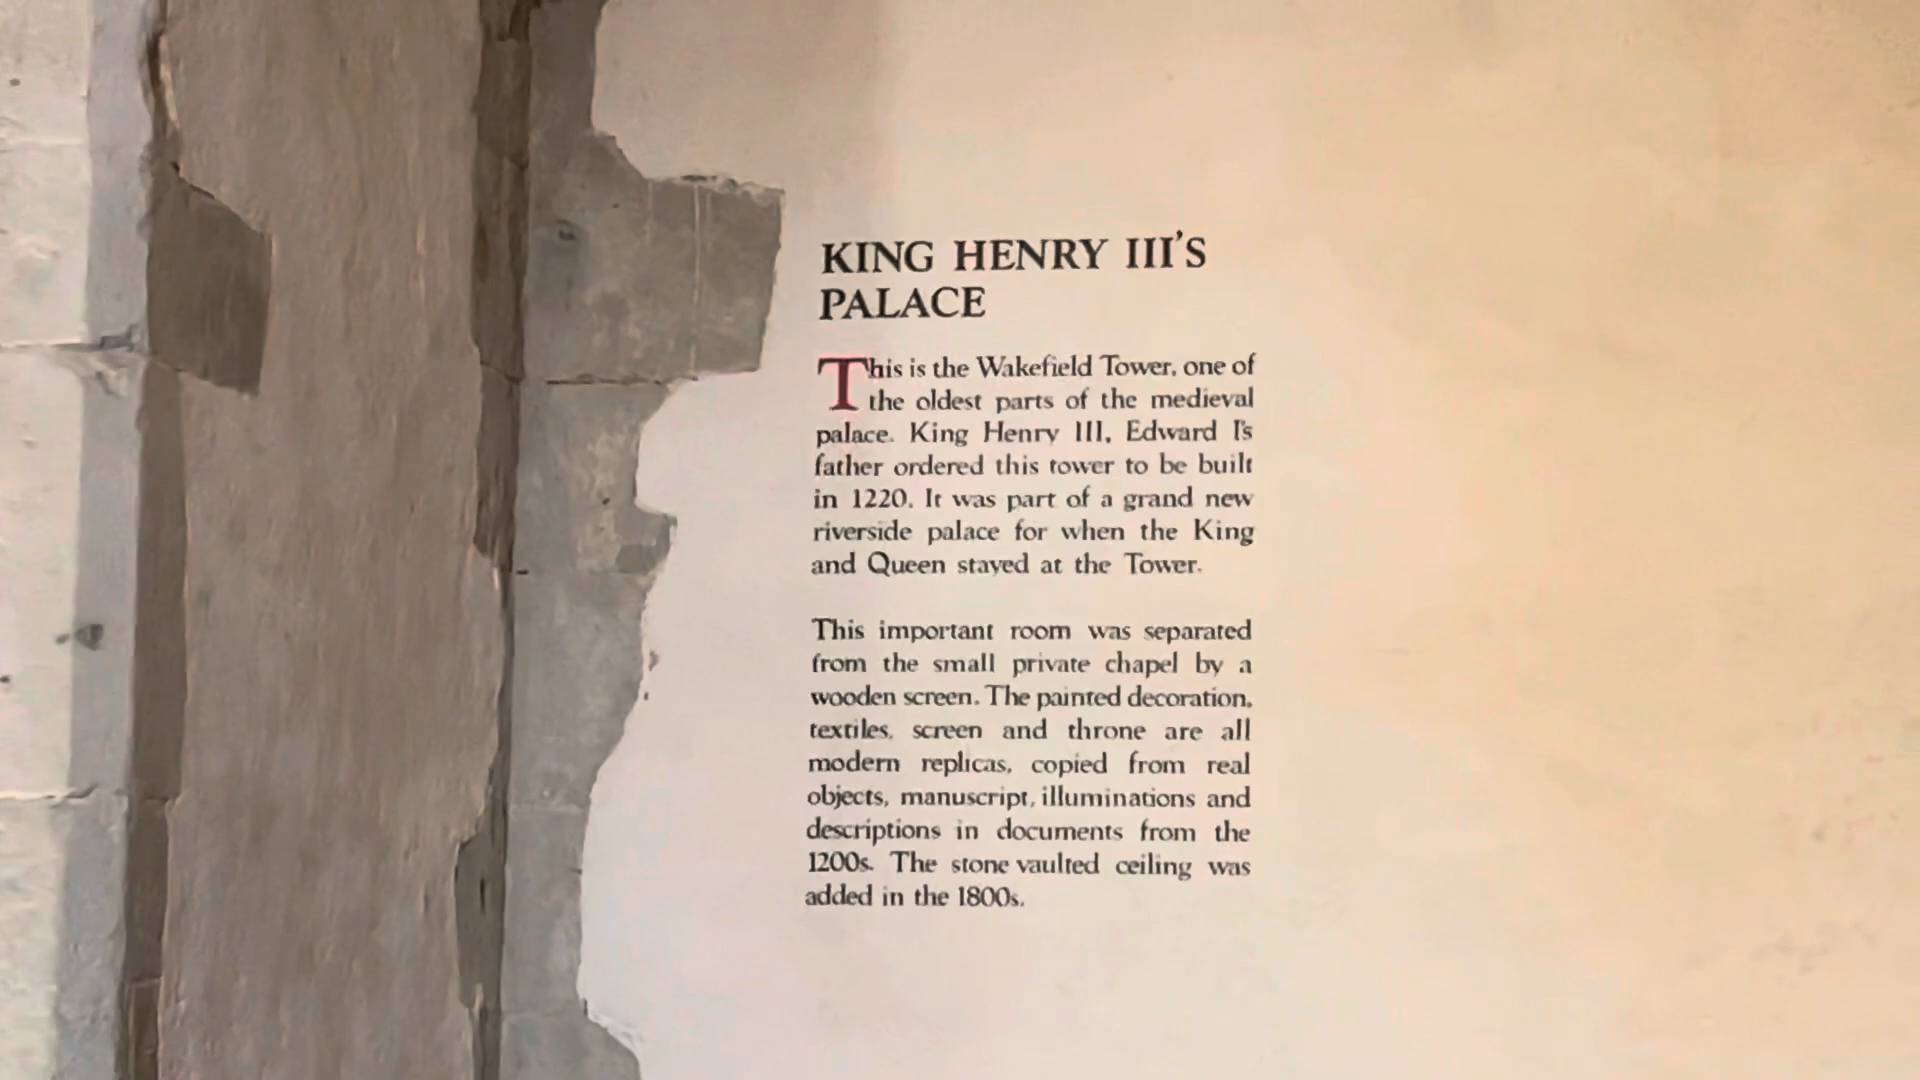 KING HENRY III'S
PALACE
This is the Wakefield Tower, one of
the oldest parts of the medieval
palace. King Henry III, Edward I's
father ordered this tower to be built
in 1220. It was part of a grand new
riverside palace for when the King
and Queen stayed at the Tower.
This important room was separated
from the small private chapel by a
wooden screen. The painted decoration,
textiles, screen and throne are all
modern replicas, copied from real
objects, manuscript, illuminations and
descriptions in documents from the
1200s. The stone vaulted ceiling was
added in the 1800s.